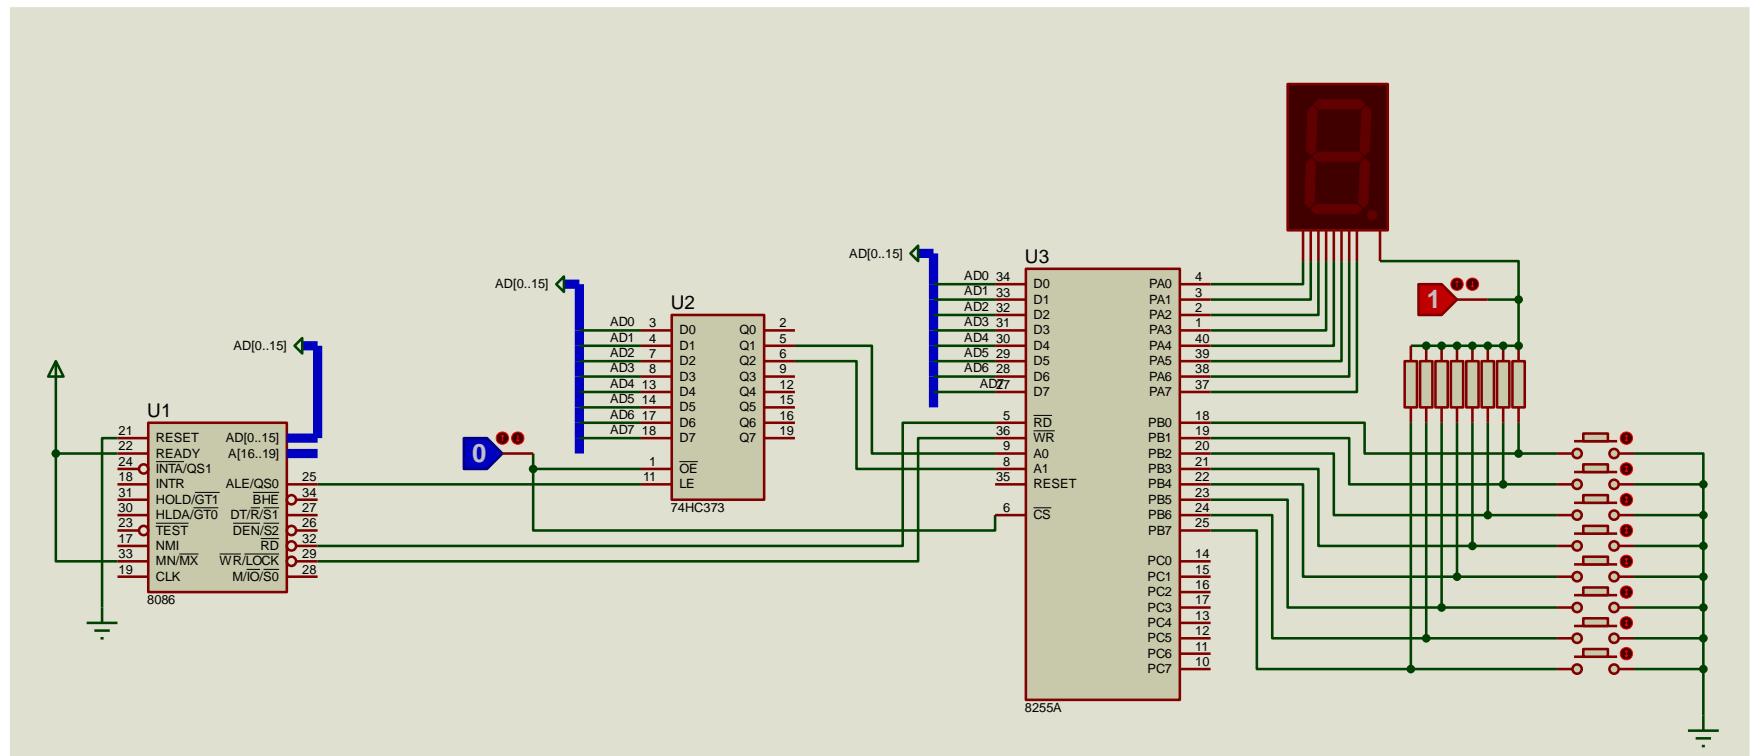 AD[0..15]
U1
21 RESET AD[0..15]
22 READY A[16..19]
24 INTA/QS1
18 INTR ALE/QS0 25
31 HOLD/GT1 BHE 34
30 HLDA/GT0 DT/R/S1 27
23 TEST DEN/S2 26
17 NMI RD 32
33 MN/MX WR/LOCK 29
19 CLK M/IO/S0 28
8086
0
AD[0..15]
U2
AD0 3 D0 Q0 2
AD1 4 D1 Q1 5
AD2 7 D2 Q2 6
AD3 8 D3 Q3 9
AD4 13 D4 Q4 12
AD5 14 D5 Q5 15
AD6 17 D6 Q6 16
AD7 18 D7 Q7 19
1 OE
11 LE
74HC373
AD[0..15]
U3
AD0 34 D0 PA0 4
AD1 33 D1 PA1 3
AD2 32 D2 PA2 2
AD3 31 D3 PA3 1
AD4 30 D4 PA4 40
AD5 29 D5 PA5 39
AD6 28 D6 PA6 38
AD7 27 D7 PA7 37
5 RD PB0 18
36 WR PB1 19
9 A0 PB2 20
8 A1 PB3 21
35 RESET PB4 22
PB5 23
6 CS PB6 24
PB7 25
PC0 14
PC1 15
PC2 16
PC3 17
PC4 13
PC5 12
PC6 11
PC7 10
8255A
1